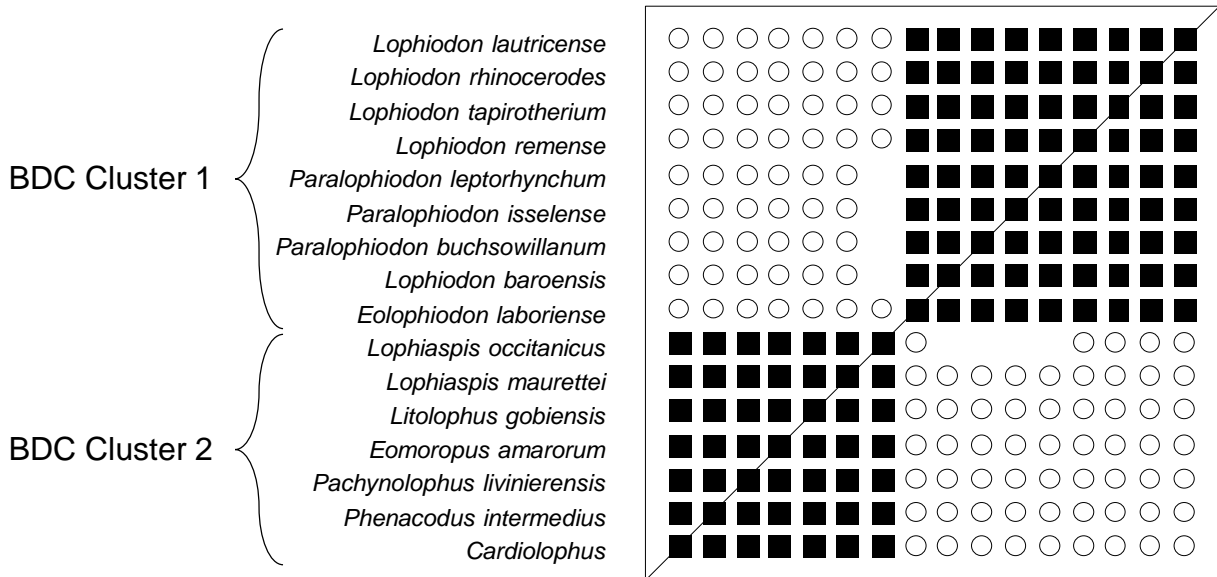 Lophiodon lautricense
Lophiodon rhinocerodes
Lophiodon tapirotherium
Lophiodon remense
BDC Cluster 1
Paralophiodon leptorhynchum
Paralophiodon isselense
Paralophiodon buchsowillanum
Lophiodon baroensis
Eolophiodon laboriense
Lophiaspis occitanicus
Lophiaspis maurettei
Litolophus gobiensis
BDC Cluster 2
Eomoropus amarorum
Pachynolophus livinierensis
Phenacodus intermedius
Cardiolophus